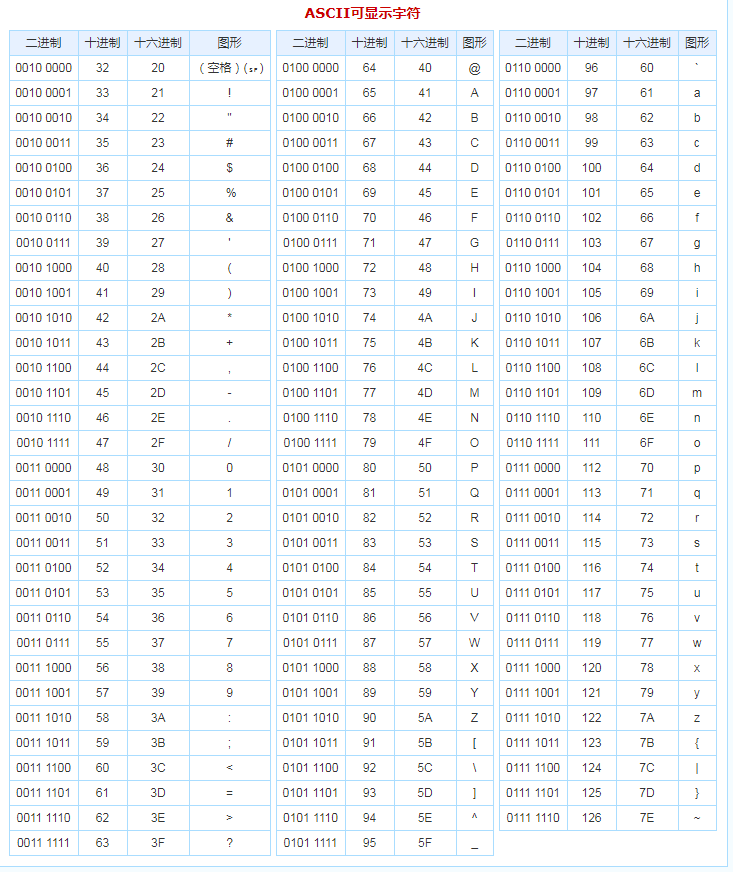 ASCII可显示字符
二进制 十进制 十六进制 图形 二进制 十进制 十六进制 图形 二进制 十进制 十六进制 图形
0010 0000 32 20 (空格)(␠) 0100 0000 64 40 @ 0110 0000 96 60 `
0010 0001 33 21 ! 0100 0001 65 41 A 0110 0001 97 61 a
0010 0010 34 22 " 0100 0010 66 42 B 0110 0010 98 62 b
0010 0011 35 23 # 0100 0011 67 43 C 0110 0011 99 63 c
0010 0100 36 24 $ 0100 0100 68 44 D 0110 0100 100 64 d
0010 0101 37 25 % 0100 0101 69 45 E 0110 0101 101 65 e
0010 0110 38 26 & 0100 0110 70 46 F 0110 0110 102 66 f
0010 0111 39 27 ' 0100 0111 71 47 G 0110 0111 103 67 g
0010 1000 40 28 ( 0100 1000 72 48 H 0110 1000 104 68 h
0010 1001 41 29 ) 0100 1001 73 49 I 0110 1001 105 69 i
0010 1010 42 2A * 0100 1010 74 4A J 0110 1010 106 6A j
0010 1011 43 2B + 0100 1011 75 4B K 0110 1011 107 6B k
0010 1100 44 2C , 0100 1100 76 4C L 0110 1100 108 6C l
0010 1101 45 2D - 0100 1101 77 4D M 0110 1101 109 6D m
0010 1110 46 2E . 0100 1110 78 4E N 0110 1110 110 6E n
0010 1111 47 2F / 0100 1111 79 4F O 0110 1111 111 6F o
0011 0000 48 30 0 0101 0000 80 50 P 0111 0000 112 70 p
0011 0001 49 31 1 0101 0001 81 51 Q 0111 0001 113 71 q
0011 0010 50 32 2 0101 0010 82 52 R 0111 0010 114 72 r
0011 0011 51 33 3 0101 0011 83 53 S 0111 0011 115 73 s
0011 0100 52 34 4 0101 0100 84 54 T 0111 0100 116 74 t
0011 0101 53 35 5 0101 0101 85 55 U 0111 0101 117 75 u
0011 0110 54 36 6 0101 0110 86 56 V 0111 0110 118 76 v
0011 0111 55 37 7 0101 0111 87 57 W 0111 0111 119 77 w
0011 1000 56 38 8 0101 1000 88 58 X 0111 1000 120 78 x
0011 1001 57 39 9 0101 1001 89 59 Y 0111 1001 121 79 y
0011 1010 58 3A : 0101 1010 90 5A Z 0111 1010 122 7A z
0011 1011 59 3B ; 0101 1011 91 5B [ 0111 1011 123 7B {
0011 1100 60 3C < 0101 1100 92 5C \ 0111 1100 124 7C |
0011 1101 61 3D = 0101 1101 93 5D ] 0111 1101 125 7D }
0011 1110 62 3E > 0101 1110 94 5E ^ 0111 1110 126 7E ~
0011 1111 63 3F ? 0101 1111 95 5F _